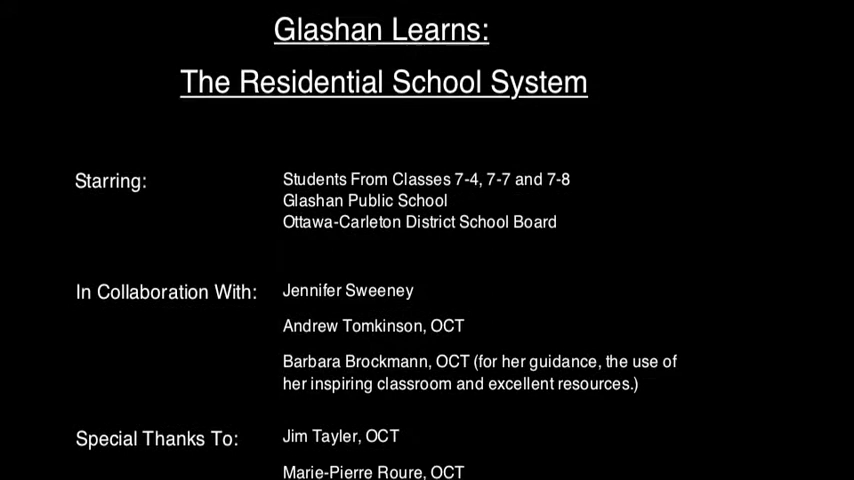 Glashan Learns:
The Residential School System
Starring:
Students From Classes 7-4, 7-7 and 7-8
Glashan Public School
Ottawa-Carleton District School Board
In Collaboration With:
Jennifer Sweeney
Andrew Tomkinson, OCT
Barbara Brockmann, OCT (for her guidance, the use of
her inspiring classroom and excellent resources.)
Special Thanks To:
Jim Tayler, OCT
Marie-Pierre Roure, OCT